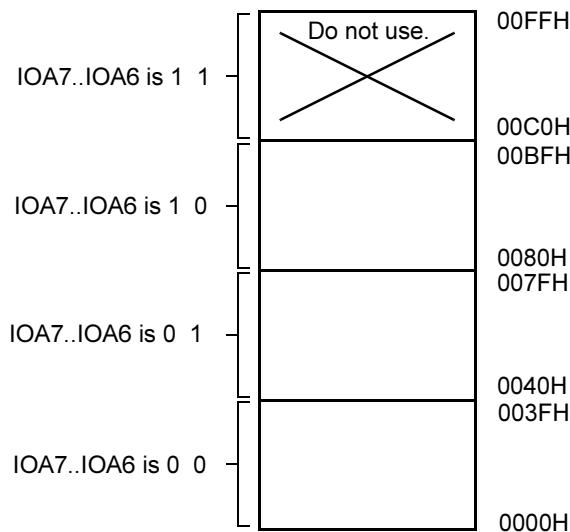 Do not use.
00FFH
IOA7..IOA6 is 1 1
00C0H
00BFH
IOA7..IOA6 is 1 0
0080H
007FH
IOA7..IOA6 is 0 1
0040H
003FH
IOA7..IOA6 is 0 0
0000H